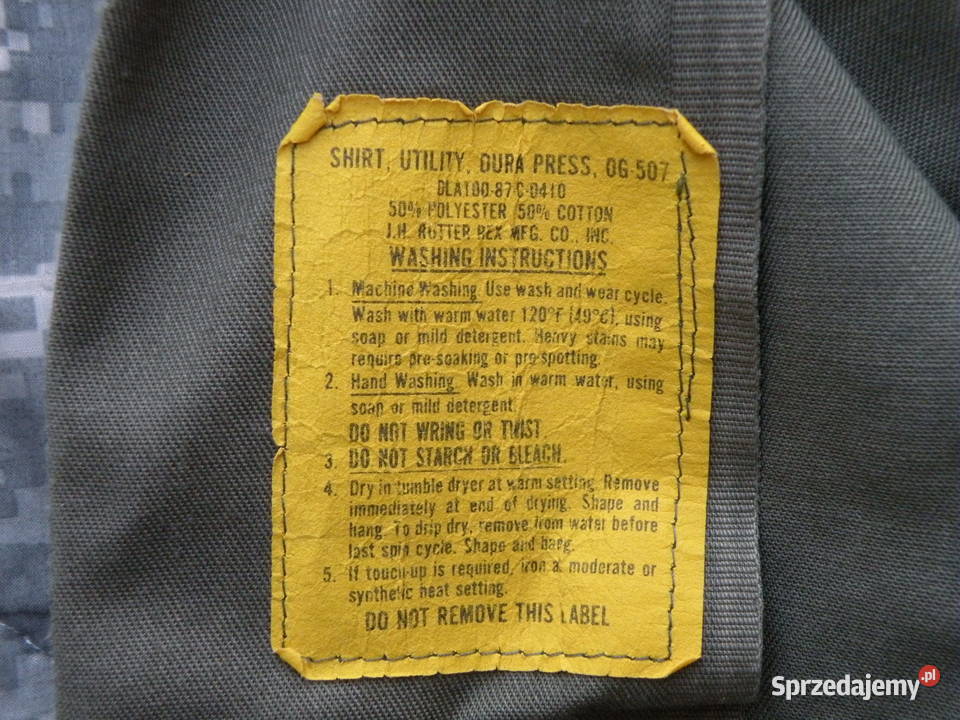 SHIRT, UTILITY, DURA PRESS, OG-507
DLA100-87-C-0410
50% POLYESTER 50% COTTON
J.H. RUTTER REX MFG. CO., INC.
WASHING INSTRUCTIONS
1. Machine Washing. Use wash and wear cycle.
Wash with warm water 120°F (49°C), using
soap or mild detergent. Heavy stains may
require pre-soaking or pre-spotting.
2. Hand Washing. Wash in warm water, using
soap or mild detergent.
DO NOT WRING OR TWIST.
3. DO NOT STARCH OR BLEACH.
4. Dry in tumble dryer at warm setting. Remove
immediately at end of drying. Shape and
hang. To drip dry, remove from water before
last spin cycle. Shape and hang.
5. If touch-up is required, iron at moderate or
synthetic heat setting.
DO NOT REMOVE THIS LABEL
Sprzedajemy.pl